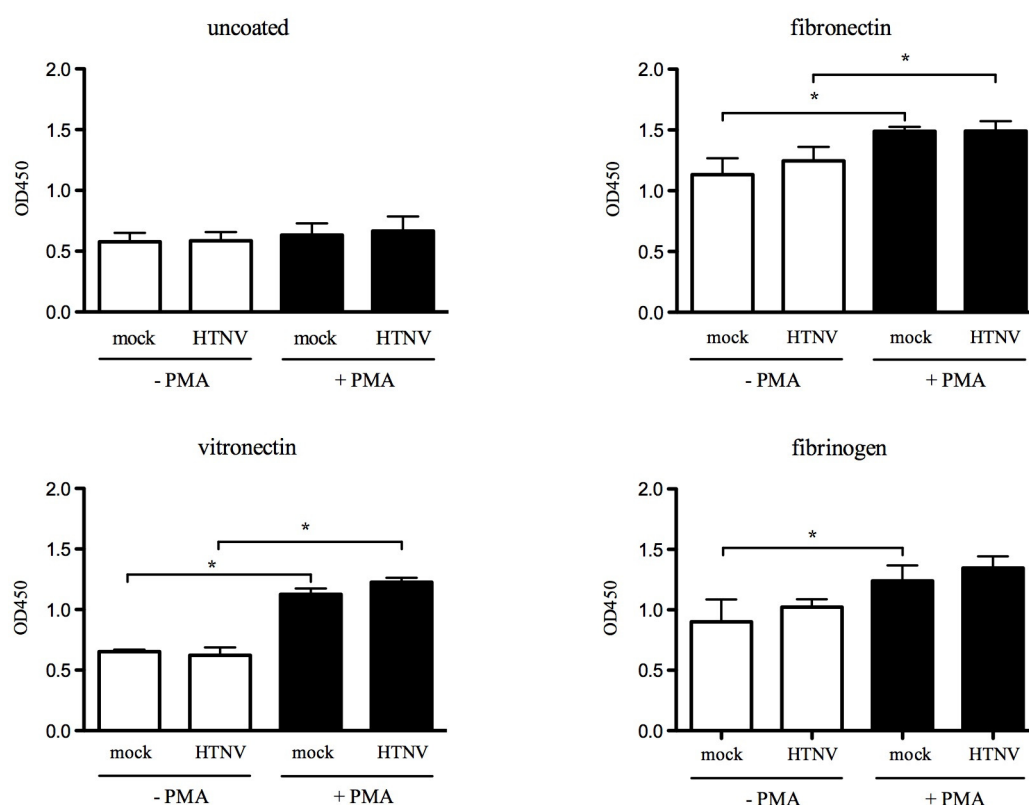 uncoated
2.0
1.5
1.0
0.5
0.0
OD450
mock HTNV mock HTNV
- PMA + PMA
fibronectin
2.0
1.5
1.0
0.5
0.0
OD450
*
*
mock HTNV mock HTNV
- PMA + PMA
vitronectin
2.0
1.5
1.0
0.5
0.0
OD450
*
*
mock HTNV mock HTNV
- PMA + PMA
fibrinogen
2.0
1.5
1.0
0.5
0.0
OD450
*
mock HTNV mock HTNV
- PMA + PMA